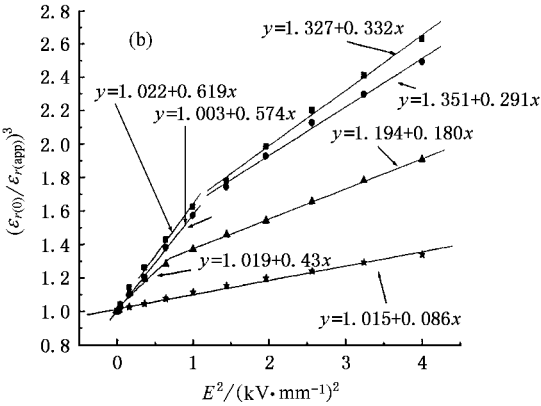 (b)
y=1.327+0.332x
y=1.022+0.619x
y=1.003+0.574x
y=1.351+0.291x
y=1.194+0.180x
y=1.019+0.43x
y=1.015+0.086x
(εr(0)/εr(app))³
2.8
2.6
2.4
2.2
2.0
1.8
1.6
1.4
1.2
1.0
0.8
0 1 2 3 4
E²/(kV·mm⁻¹)²